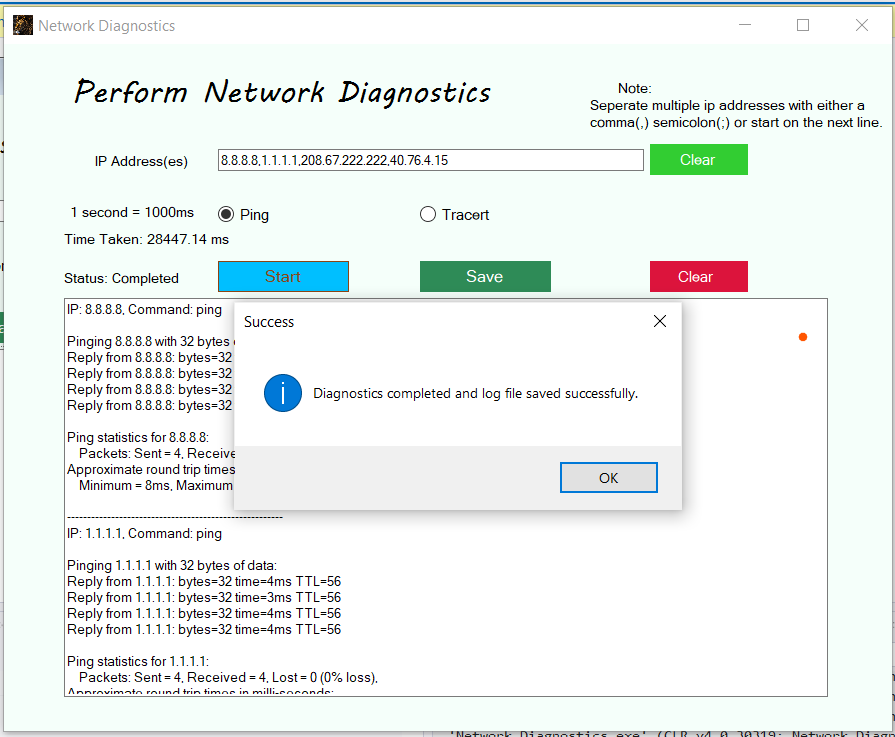 Network Diagnostics
Perform Network Diagnostics
Note:
Seperate multiple ip addresses with either a
comma(,) semicolon(;) or start on the next line.
IP Address(es)
8.8.8.8,1.1.1.1,208.67.222.222,40.76.4.15
Clear
1 second = 1000ms
Ping
Tracert
Time Taken: 28447.14 ms
Status: Completed
Start
Save
Clear
IP: 8.8.8.8, Command: ping
Pinging 8.8.8.8 with 32 bytes
Reply from 8.8.8.8: bytes=32
Reply from 8.8.8.8: bytes=32
Reply from 8.8.8.8: bytes=32
Reply from 8.8.8.8: bytes=32
Ping statistics for 8.8.8.8:
Packets: Sent = 4, Receive
Approximate round trip times
Minimum = 8ms, Maximum
Success
Diagnostics completed and log file saved successfully.
OK
------------------------------------------------------
IP: 1.1.1.1, Command: ping
Pinging 1.1.1.1 with 32 bytes of data:
Reply from 1.1.1.1: bytes=32 time=4ms TTL=56
Reply from 1.1.1.1: bytes=32 time=3ms TTL=56
Reply from 1.1.1.1: bytes=32 time=4ms TTL=56
Reply from 1.1.1.1: bytes=32 time=4ms TTL=56
Ping statistics for 1.1.1.1:
Packets: Sent = 4, Received = 4, Lost = 0 (0% loss),
Approximate round trip times in milli-seconds:
'Network Diagnostics.exe' (CLR v4.0.30319: Network Diagn